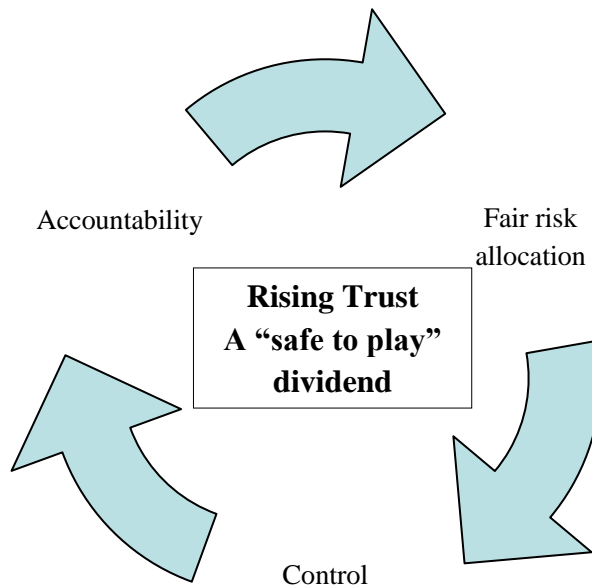 Accountability
Fair risk
allocation
Rising Trust
A “safe to play”
dividend
Control